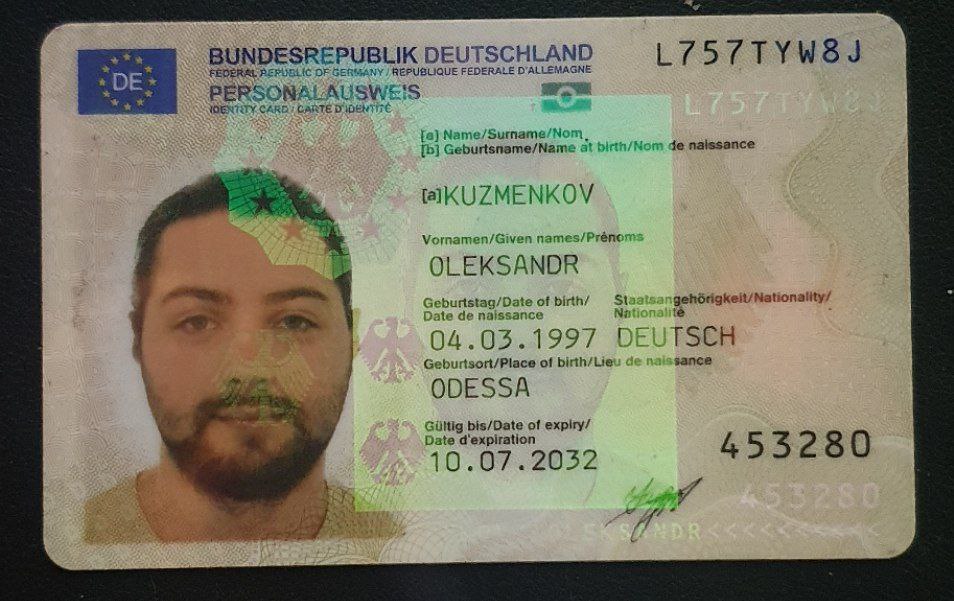 DE
BUNDESREPUBLIK DEUTSCHLAND
FEDERAL REPUBLIC OF GERMANY / REPUBLIQUE FEDERALE D'ALLEMAGNE
PERSONALAUSWEIS
IDENTITY CARD / CARTE D'IDENTITÉ
L757TYW8J
L757TYW8J
[a] Name/Surname/Nom
[b] Geburtsname/Name at birth/Nom de naissance
[a]KUZMENKOV
Vornamen/Given names/Prénoms
OLEKSANDR
Geburtstag/Date of birth/
Date de naissance
Staatsangehörigkeit/Nationality/
Nationalité
04.03.1997 DEUTSCH
Geburtsort/Place of birth/Lieu de naissance
ODESSA
Gültig bis/Date of expiry/
Date d'expiration
10.07.2032
453280
453280
EKSANDR<<<<<<<<<<